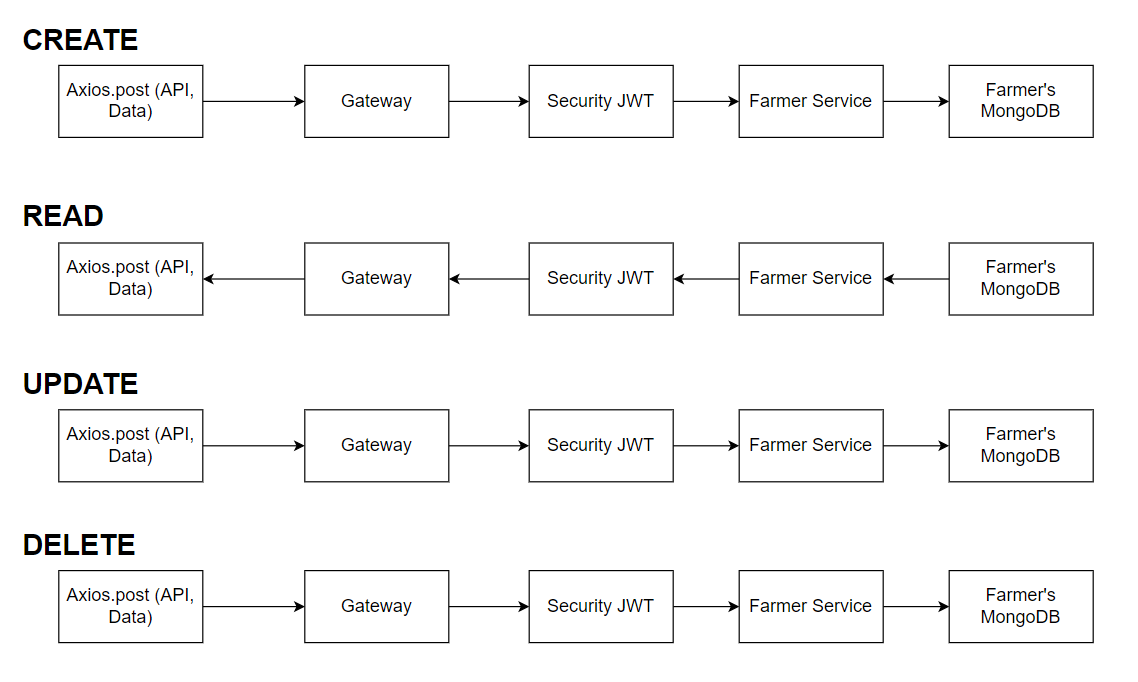 CREATE
Axios.post (API,
Data)
Gateway
Security JWT
Farmer Service
Farmer's
MongoDB
READ
Axios.post (API,
Data)
Gateway
Security JWT
Farmer Service
Farmer's
MongoDB
UPDATE
Axios.post (API,
Data)
Gateway
Security JWT
Farmer Service
Farmer's
MongoDB
DELETE
Axios.post (API,
Data)
Gateway
Security JWT
Farmer Service
Farmer's
MongoDB